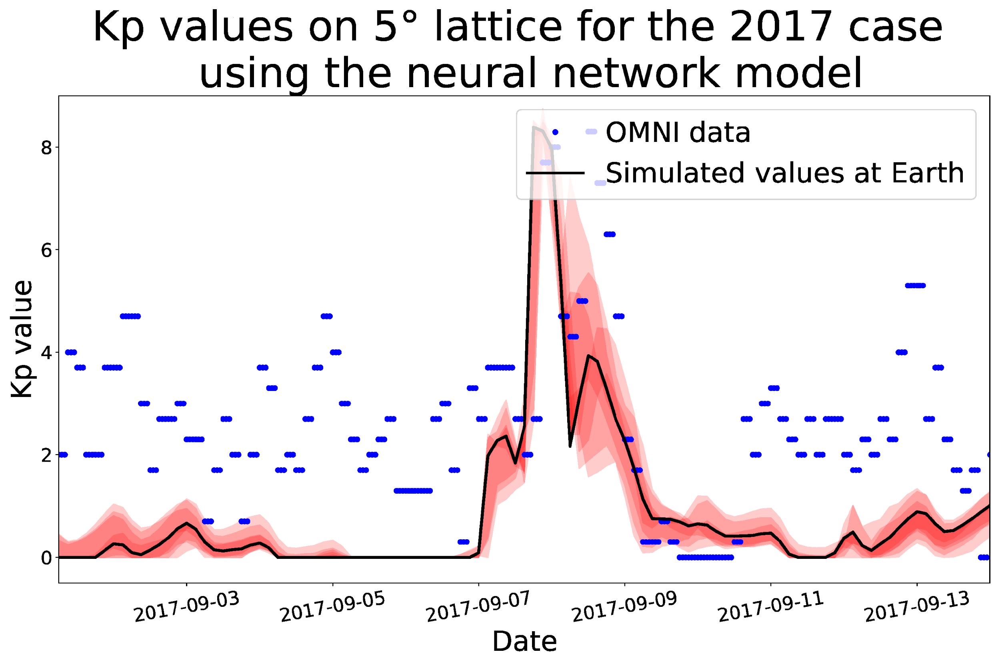 Kp values on 5° lattice for the 2017 case
using the neural network model
OMNI data
Simulated values at Earth
Kp value
8
6
4
2
0
2017-09-03
2017-09-05
2017-09-07
2017-09-09
2017-09-11
2017-09-13
Date